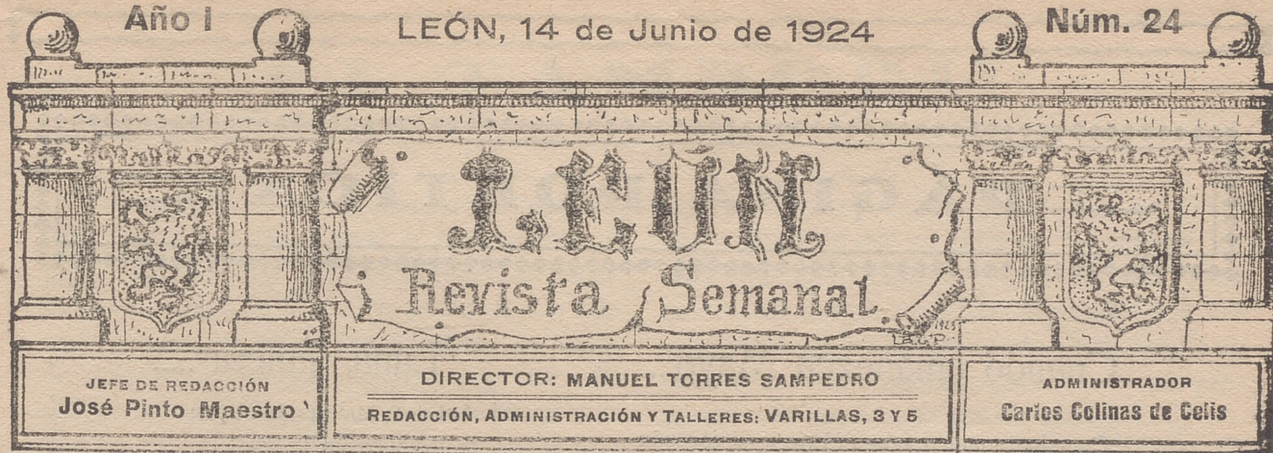 Año I
LEÓN, 14 de Junio de 1924
Núm. 24
LEÓN
Revista Semanal
JEFE DE REDACCIÓN
José Pinto Maestro
DIRECTOR: MANUEL TORRES SAMPEDRO
REDACCIÓN, ADMINISTRACIÓN Y TALLERES: VARILLAS, 3 Y 5
ADMINISTRADOR
Carlos Colinas de Celis